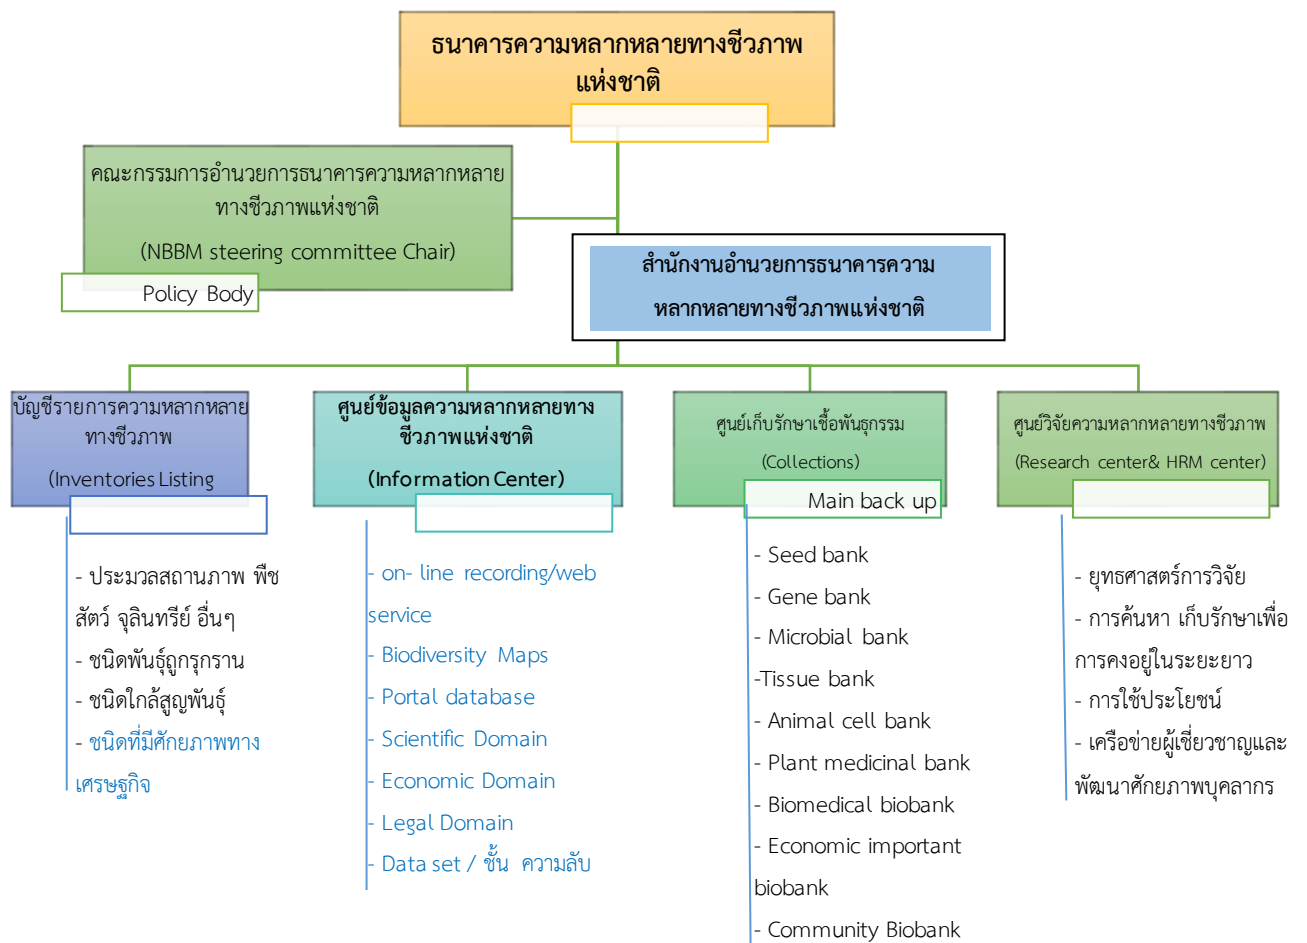 ธนาคารความหลากหลายทางชีวภาพ
แห่งชาติ
คณะกรรมการอำนวยการธนาคารความหลากหลาย
ทางชีวภาพแห่งชาติ
(NBBM steering committee Chair)
Policy Body
สำนักงานอำนวยการธนาคารความ
หลากหลายทางชีวภาพแห่งชาติ
บัญชีรายการความหลากหลาย
ทางชีวภาพ
(Inventories Listing
- ประมวลสถานภาพ พืช
สัตว์ จุลินทรีย์ อื่นๆ
- ชนิดพันธุ์ถูกรุกราน
- ชนิดใกล้สูญพันธุ์
- ชนิดที่มีศักยภาพทาง
เศรษฐกิจ
ศูนย์ข้อมูลความหลากหลายทาง
ชีวภาพแห่งชาติ
(Information Center)
- on- line recording/web
service
- Biodiversity Maps
- Portal database
- Scientific Domain
- Economic Domain
- Legal Domain
- Data set / ชั้น ความลับ
ศูนย์เก็บรักษาเชื้อพันธุกรรม
(Collections)
Main back up
- Seed bank
- Gene bank
- Microbial bank
-Tissue bank
- Animal cell bank
- Plant medicinal bank
- Biomedical biobank
- Economic important
biobank
- Community Biobank
ศูนย์วิจัยความหลากหลายทางชีวภาพ
(Research center& HRM center)
- ยุทธศาสตร์การวิจัย
- การค้นหา เก็บรักษาเพื่อ
การคงอยู่ในระยะยาว
- การใช้ประโยชน์
- เครือข่ายผู้เชี่ยวชาญและ
พัฒนาศักยภาพบุคลากร